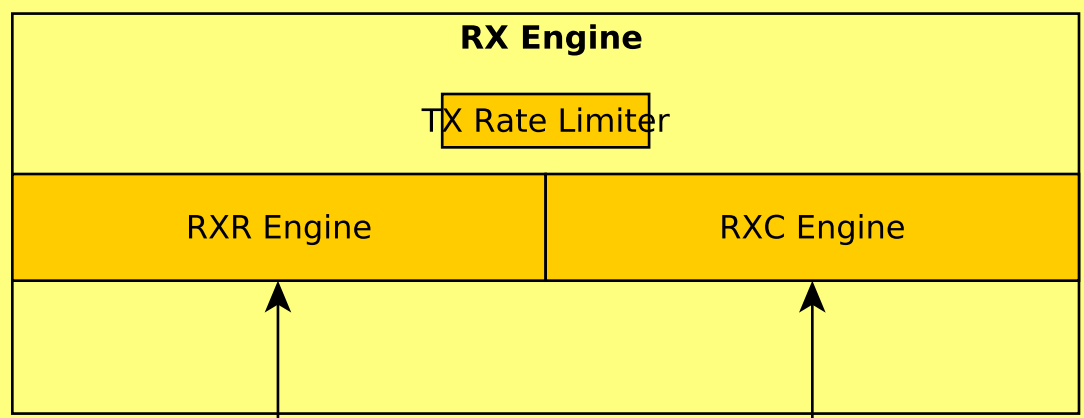 RX Engine
TX Rate Limiter
RXR Engine
RXC Engine